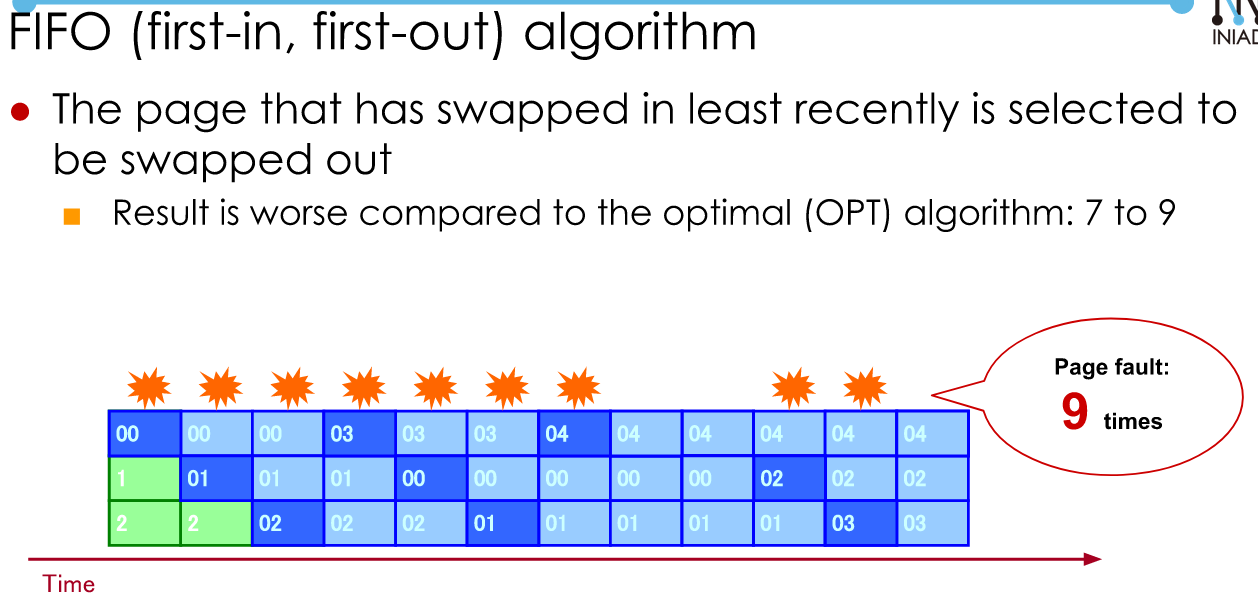 FIFO (first-in, first-out) algorithm
INIAD
The page that has swapped in least recently is selected to
be swapped out
Result is worse compared to the optimal (OPT) algorithm: 7 to 9
Page fault:
9 times
00 00 00 03 03 03 04 04 04 04 04 04
1 01 01 01 00 00 00 00 00 02 02 02
2 2 02 02 02 01 01 01 01 01 03 03
Time